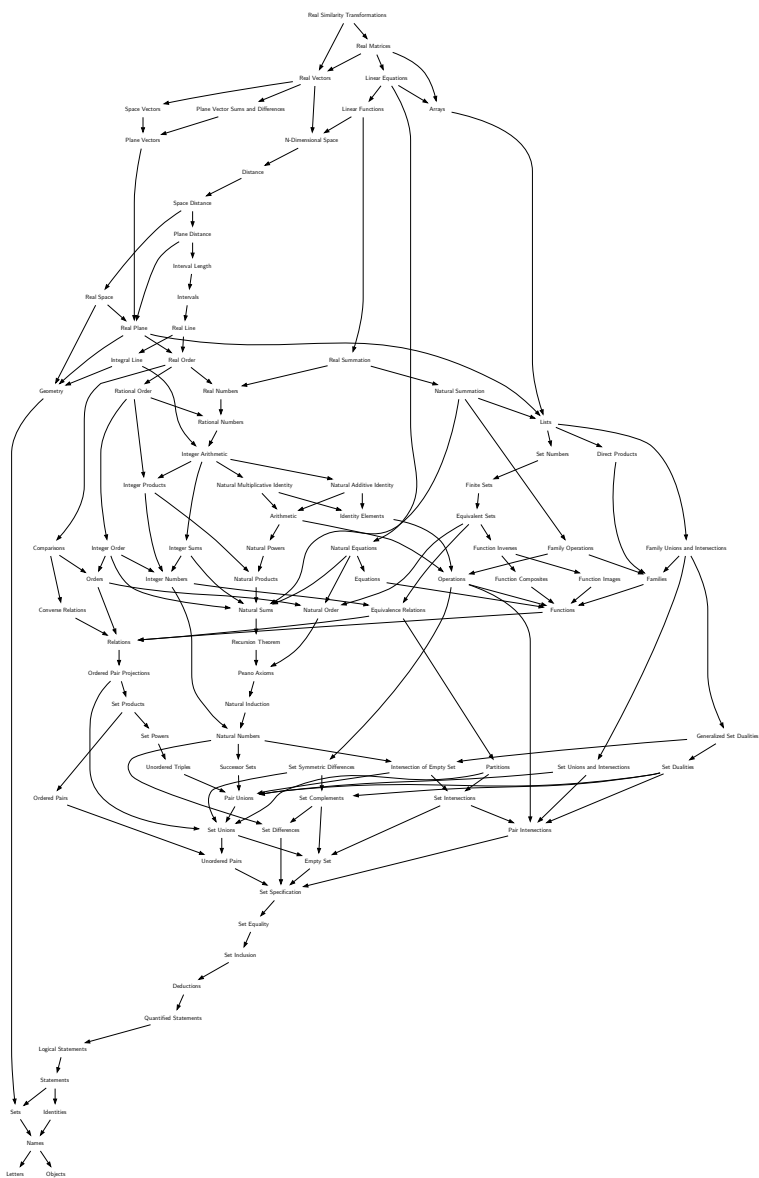 Real Similarity Transformations
Real Matrices
Real Vectors
Linear Equations
Space Vectors
Plane Vector Sums and Differences
Linear Functions
Arrays
Plane Vectors
N-Dimensional Space
Distance
Space Distance
Plane Distance
Interval Length
Real Space
Intervals
Real Plane
Real Line
Integral Line
Real Order
Real Summation
Geometry
Rational Order
Real Numbers
Natural Summation
Rational Numbers
Lists
Integer Arithmetic
Set Numbers
Direct Products
Integer Products
Natural Multiplicative Identity
Natural Additive Identity
Finite Sets
Arithmetic
Identity Elements
Equivalent Sets
Comparisons
Integer Order
Integer Sums
Natural Powers
Natural Equations
Function Inverses
Family Operations
Family Unions and Intersections
Orders
Integer Numbers
Natural Products
Equations
Operations
Function Composites
Function Images
Families
Converse Relations
Natural Sums
Natural Order
Equivalence Relations
Functions
Relations
Recursion Theorem
Ordered Pair Projections
Peano Axioms
Set Products
Natural Induction
Set Powers
Natural Numbers
Generalized Set Dualities
Unordered Triples
Successor Sets
Set Symmetric Differences
Intersection of Empty Set
Partitions
Set Unions and Intersections
Set Dualities
Ordered Pairs
Pair Unions
Set Complements
Set Intersections
Set Unions
Set Differences
Pair Intersections
Unordered Pairs
Empty Set
Set Specification
Set Equality
Set Inclusion
Deductions
Quantified Statements
Logical Statements
Statements
Sets
Identities
Names
Letters
Objects